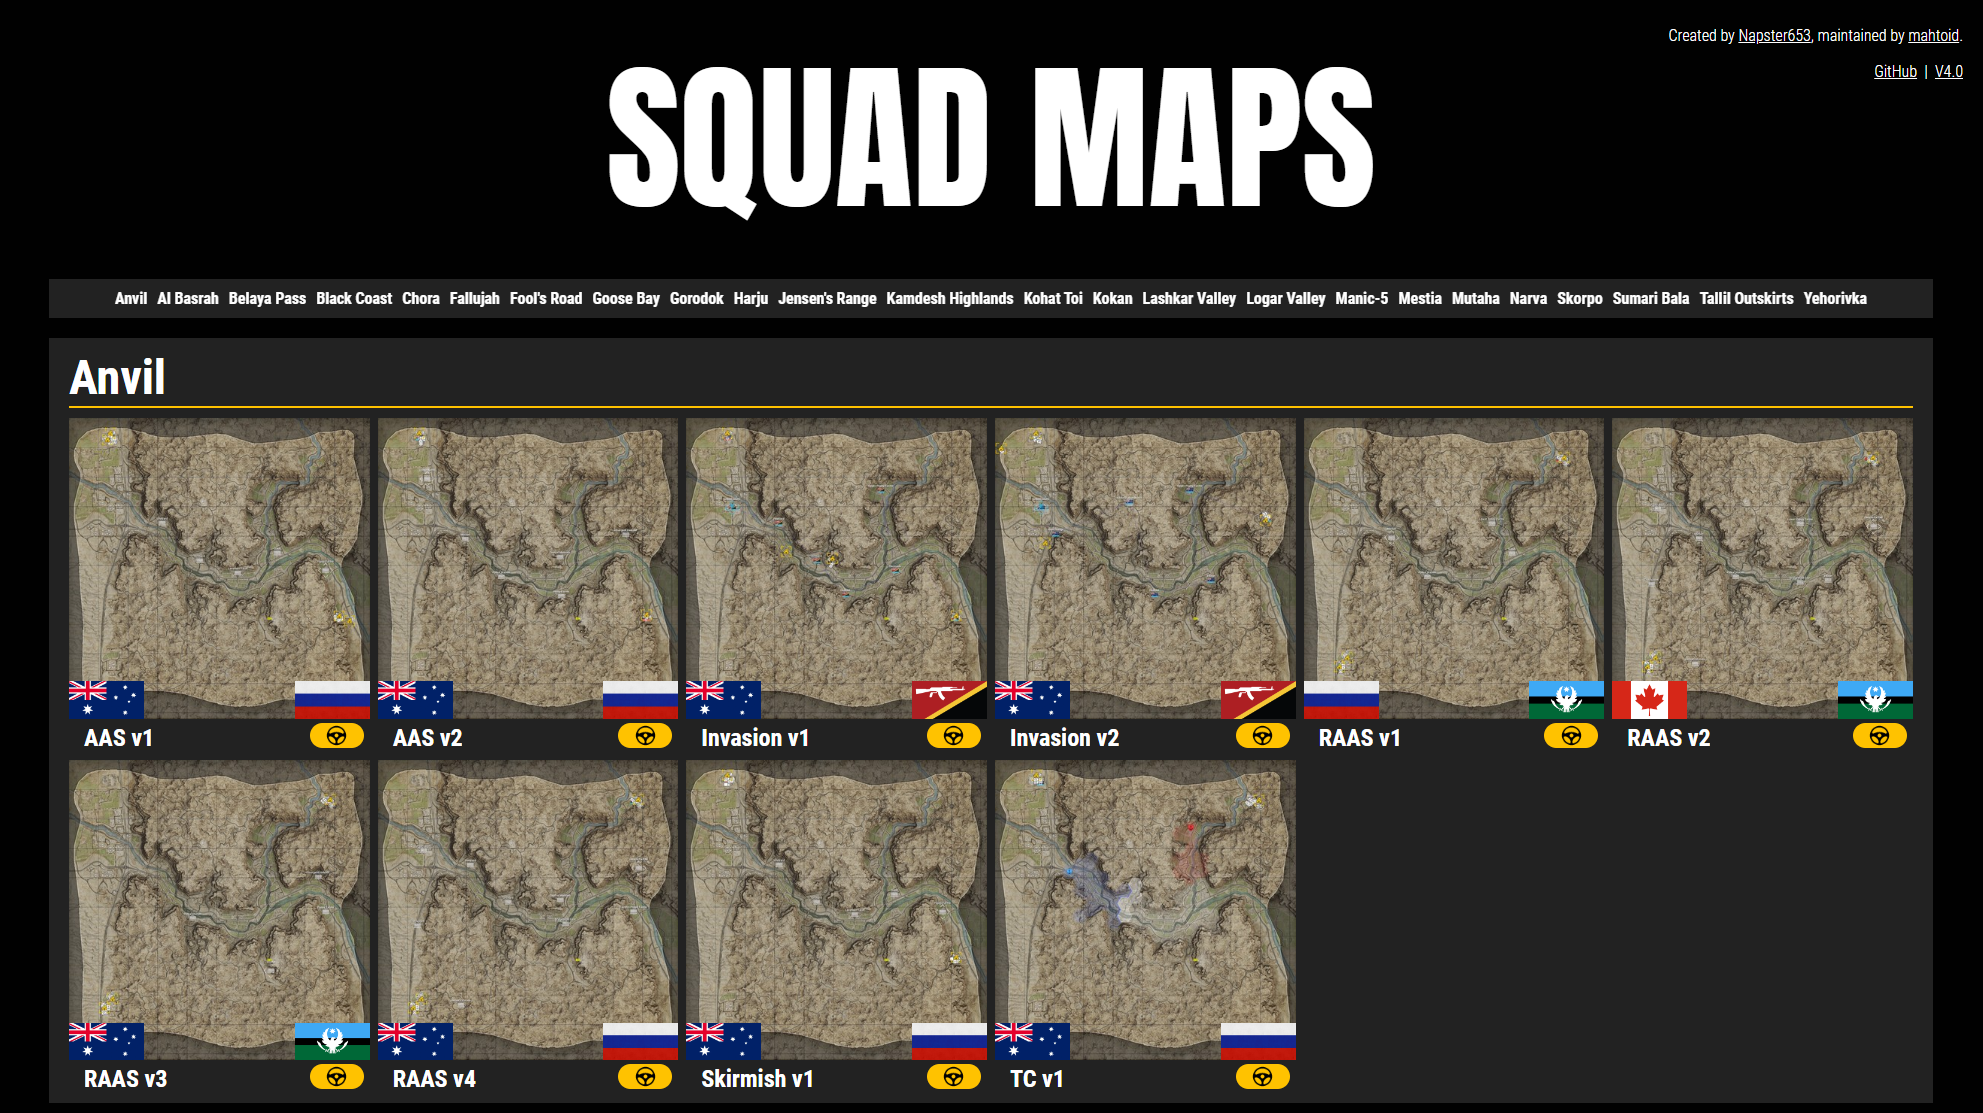 Created by Napster653, maintained by mahtoid.
GitHub | V4.0
SQUAD MAPS
Anvil Al Basrah Belaya Pass Black Coast Chora Fallujah Fool's Road Goose Bay Gorodok Harju Jensen's Range Kamdesh Highlands Kohat Toi Kokan Lashkar Valley Logar Valley Manic-5 Mestia Mutaha Narva Skorpo Sumari Bala Tallil Outskirts Yehorivka
Anvil
AAS v1 AAS v2 Invasion v1 Invasion v2 RAAS v1 RAAS v2
RAAS v3 RAAS v4 Skirmish v1 TC v1